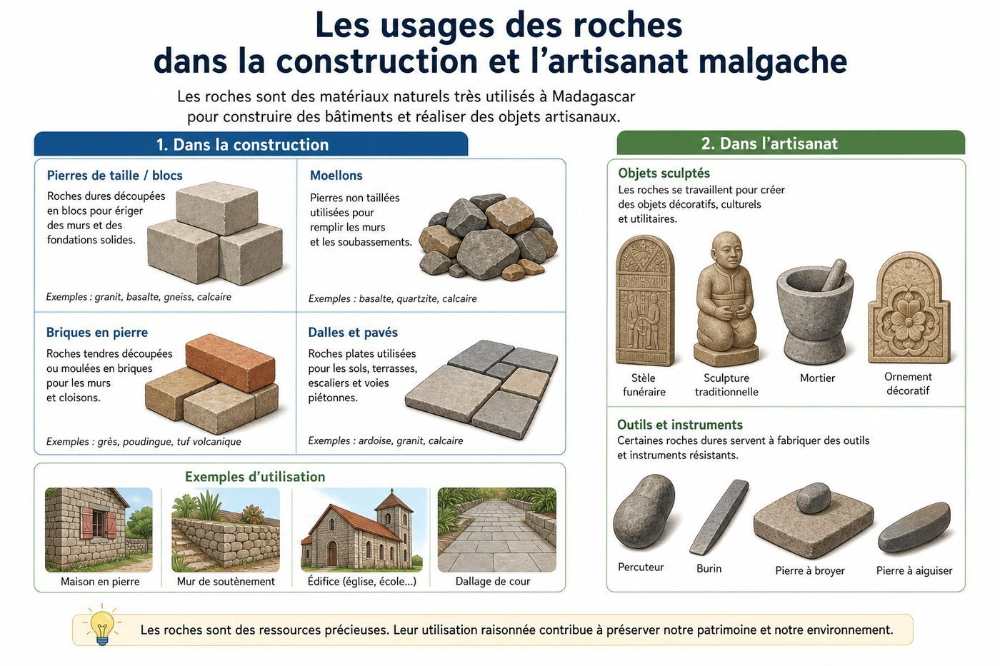 Les usages des roches
dans la construction et l'artisanat malgache
Les roches sont des matériaux naturels très utilisés à Madagascar
pour construire des bâtiments et réaliser des objets artisanaux.
1. Dans la construction
Pierres de taille / blocs
Roches dures découpées
en blocs pour ériger
des murs et des
fondations solides.
Exemples : granit, basalte, gneiss, calcaire
Moellons
Pierres non taillées
utilisées pour
remplir les murs
et les soubassements.
Exemples : basalte, quartzite, calcaire
Briques en pierre
Roches tendres découpées
ou moulées en briques
pour les murs
et cloisons.
Exemples : grès, poudingue, tuf volcanique
Dalles et pavés
Roches plates utilisées
pour les sols, terrasses,
escaliers et voies
piétonnes.
Exemples : ardoise, granit, calcaire
Exemples d'utilisation
Maison en pierre
Mur de soutènement
Édifice (église, école...)
Dallage de cour
2. Dans l'artisanat
Objets sculptés
Les roches se travaillent pour créer
des objets décoratifs, culturels
et utilitaires.
Stèle
funéraire
Sculpture
traditionnelle
Mortier
Ornement
décoratif
Outils et instruments
Certaines roches dures servent à fabriquer des outils
et instruments résistants.
Percuteur
Burin
Pierre à broyer
Pierre à aiguiser
Les roches sont des ressources précieuses. Leur utilisation raisonnée contribue à préserver notre patrimoine et notre environnement.